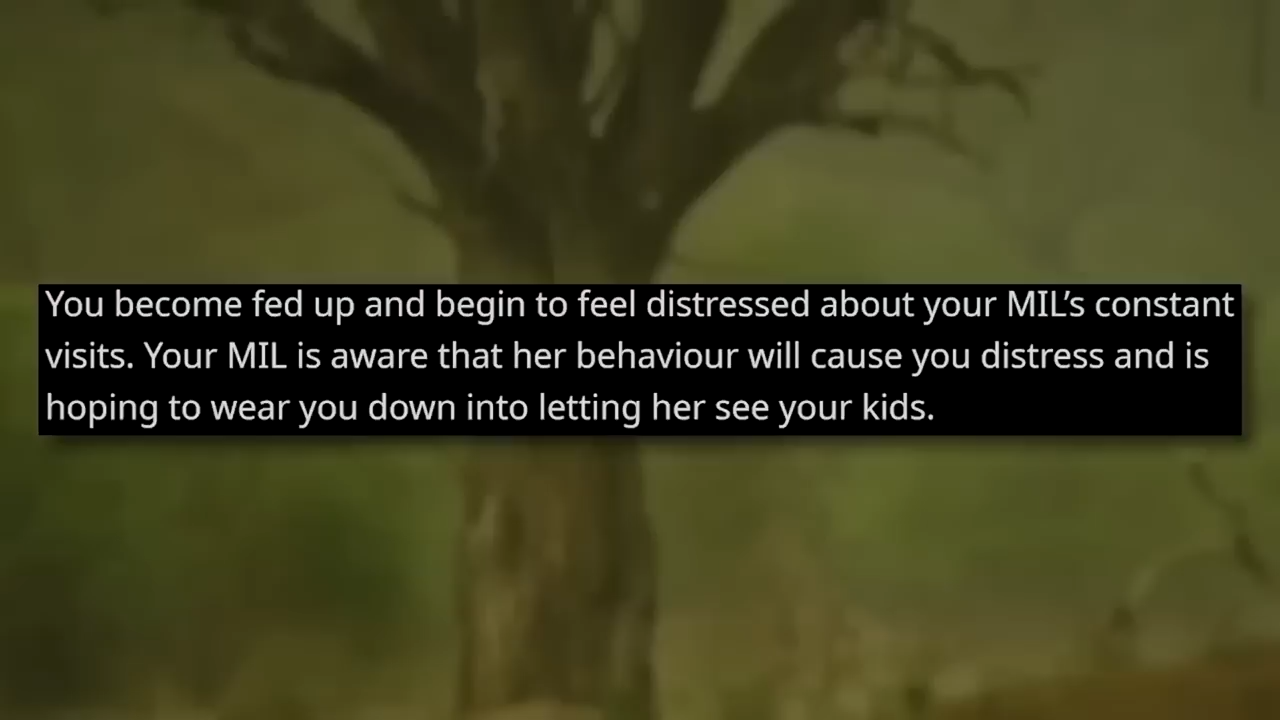 You become fed up and begin to feel distressed about your MIL’s constant
visits. Your MIL is aware that her behaviour will cause you distress and is
hoping to wear you down into letting her see your kids.